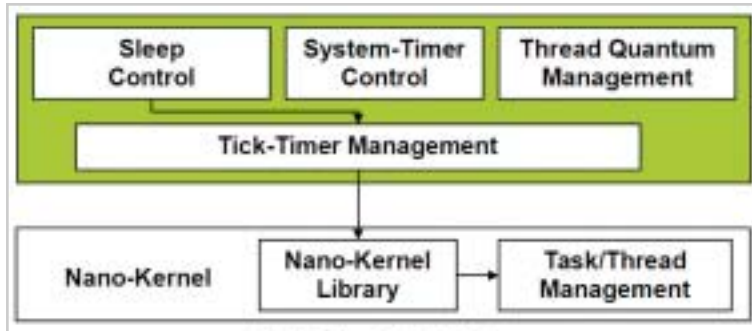 Sleep
Control
System-Timer
Control
Thread Quantum
Management
Tick-Timer Management
Nano-Kernel
Nano-Kernel
Library
Task/Thread
Management